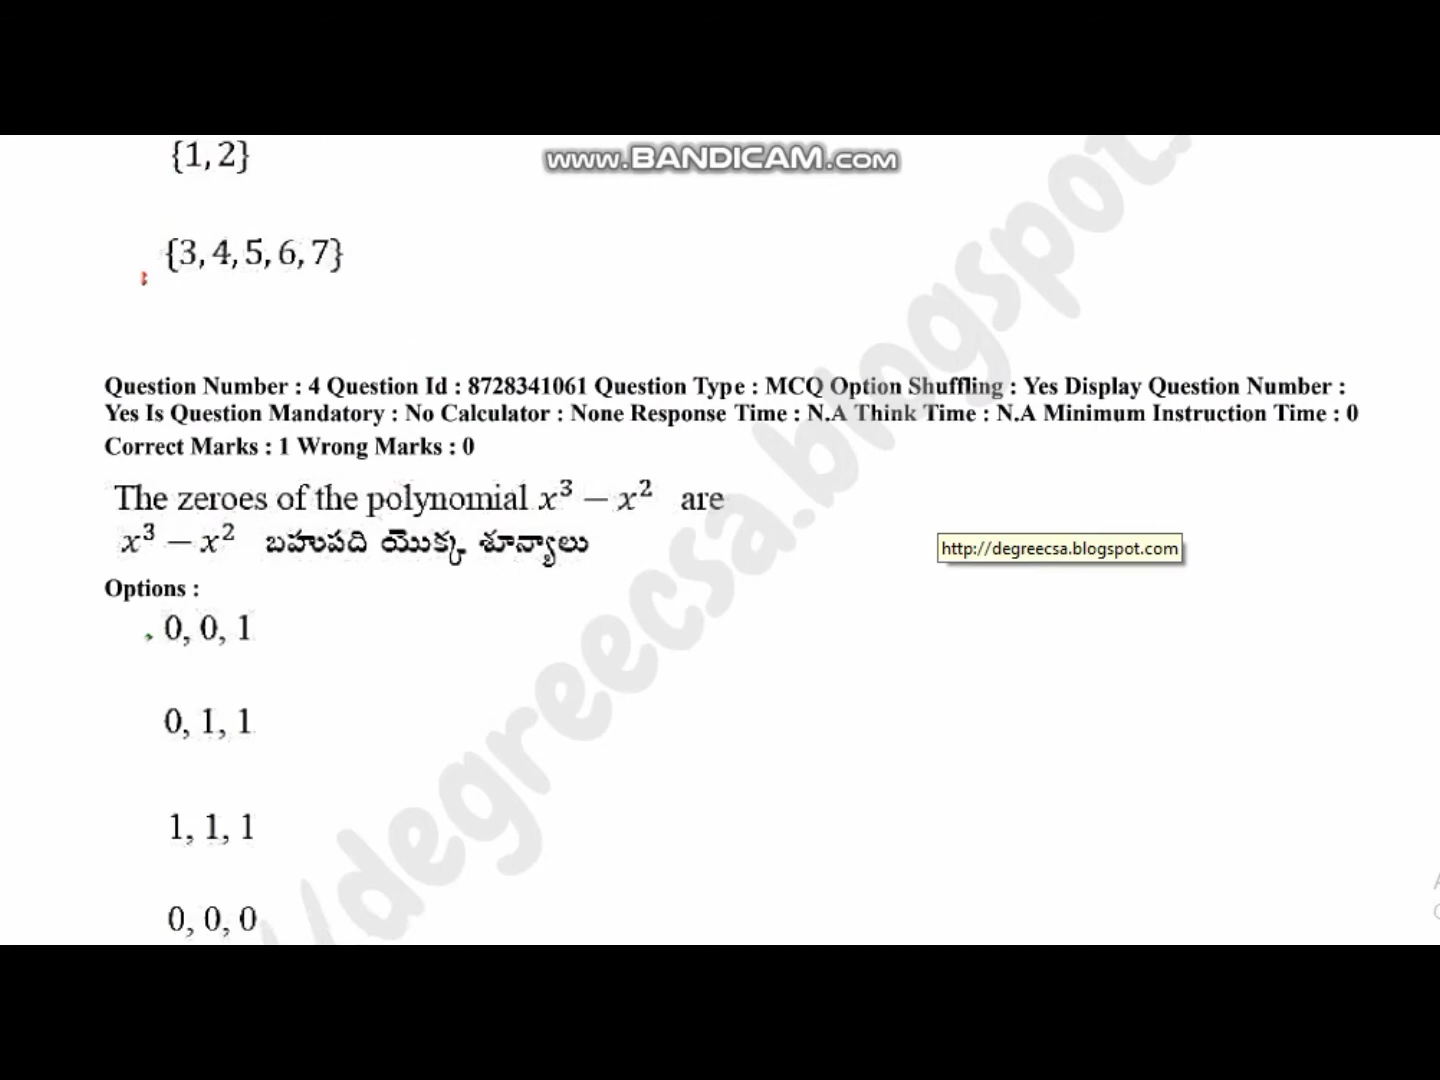 {1, 2}
www.BANDICAM.com
{3, 4, 5, 6, 7}
Question Number : 4 Question Id : 8728341061 Question Type : MCQ Option Shuffling : Yes Display Question Number :
Yes Is Question Mandatory : No Calculator : None Response Time : N.A Think Time : N.A Minimum Instruction Time : 0
Correct Marks : 1 Wrong Marks : 0
The zeroes of the polynomial x³ − x² are
x³ − x² బహుపది యొక్క శూన్యాలు
http://degreecsa.blogspot.com
Options :
0, 0, 1
0, 1, 1
1, 1, 1
0, 0, 0
/degreecsa.blogspot.